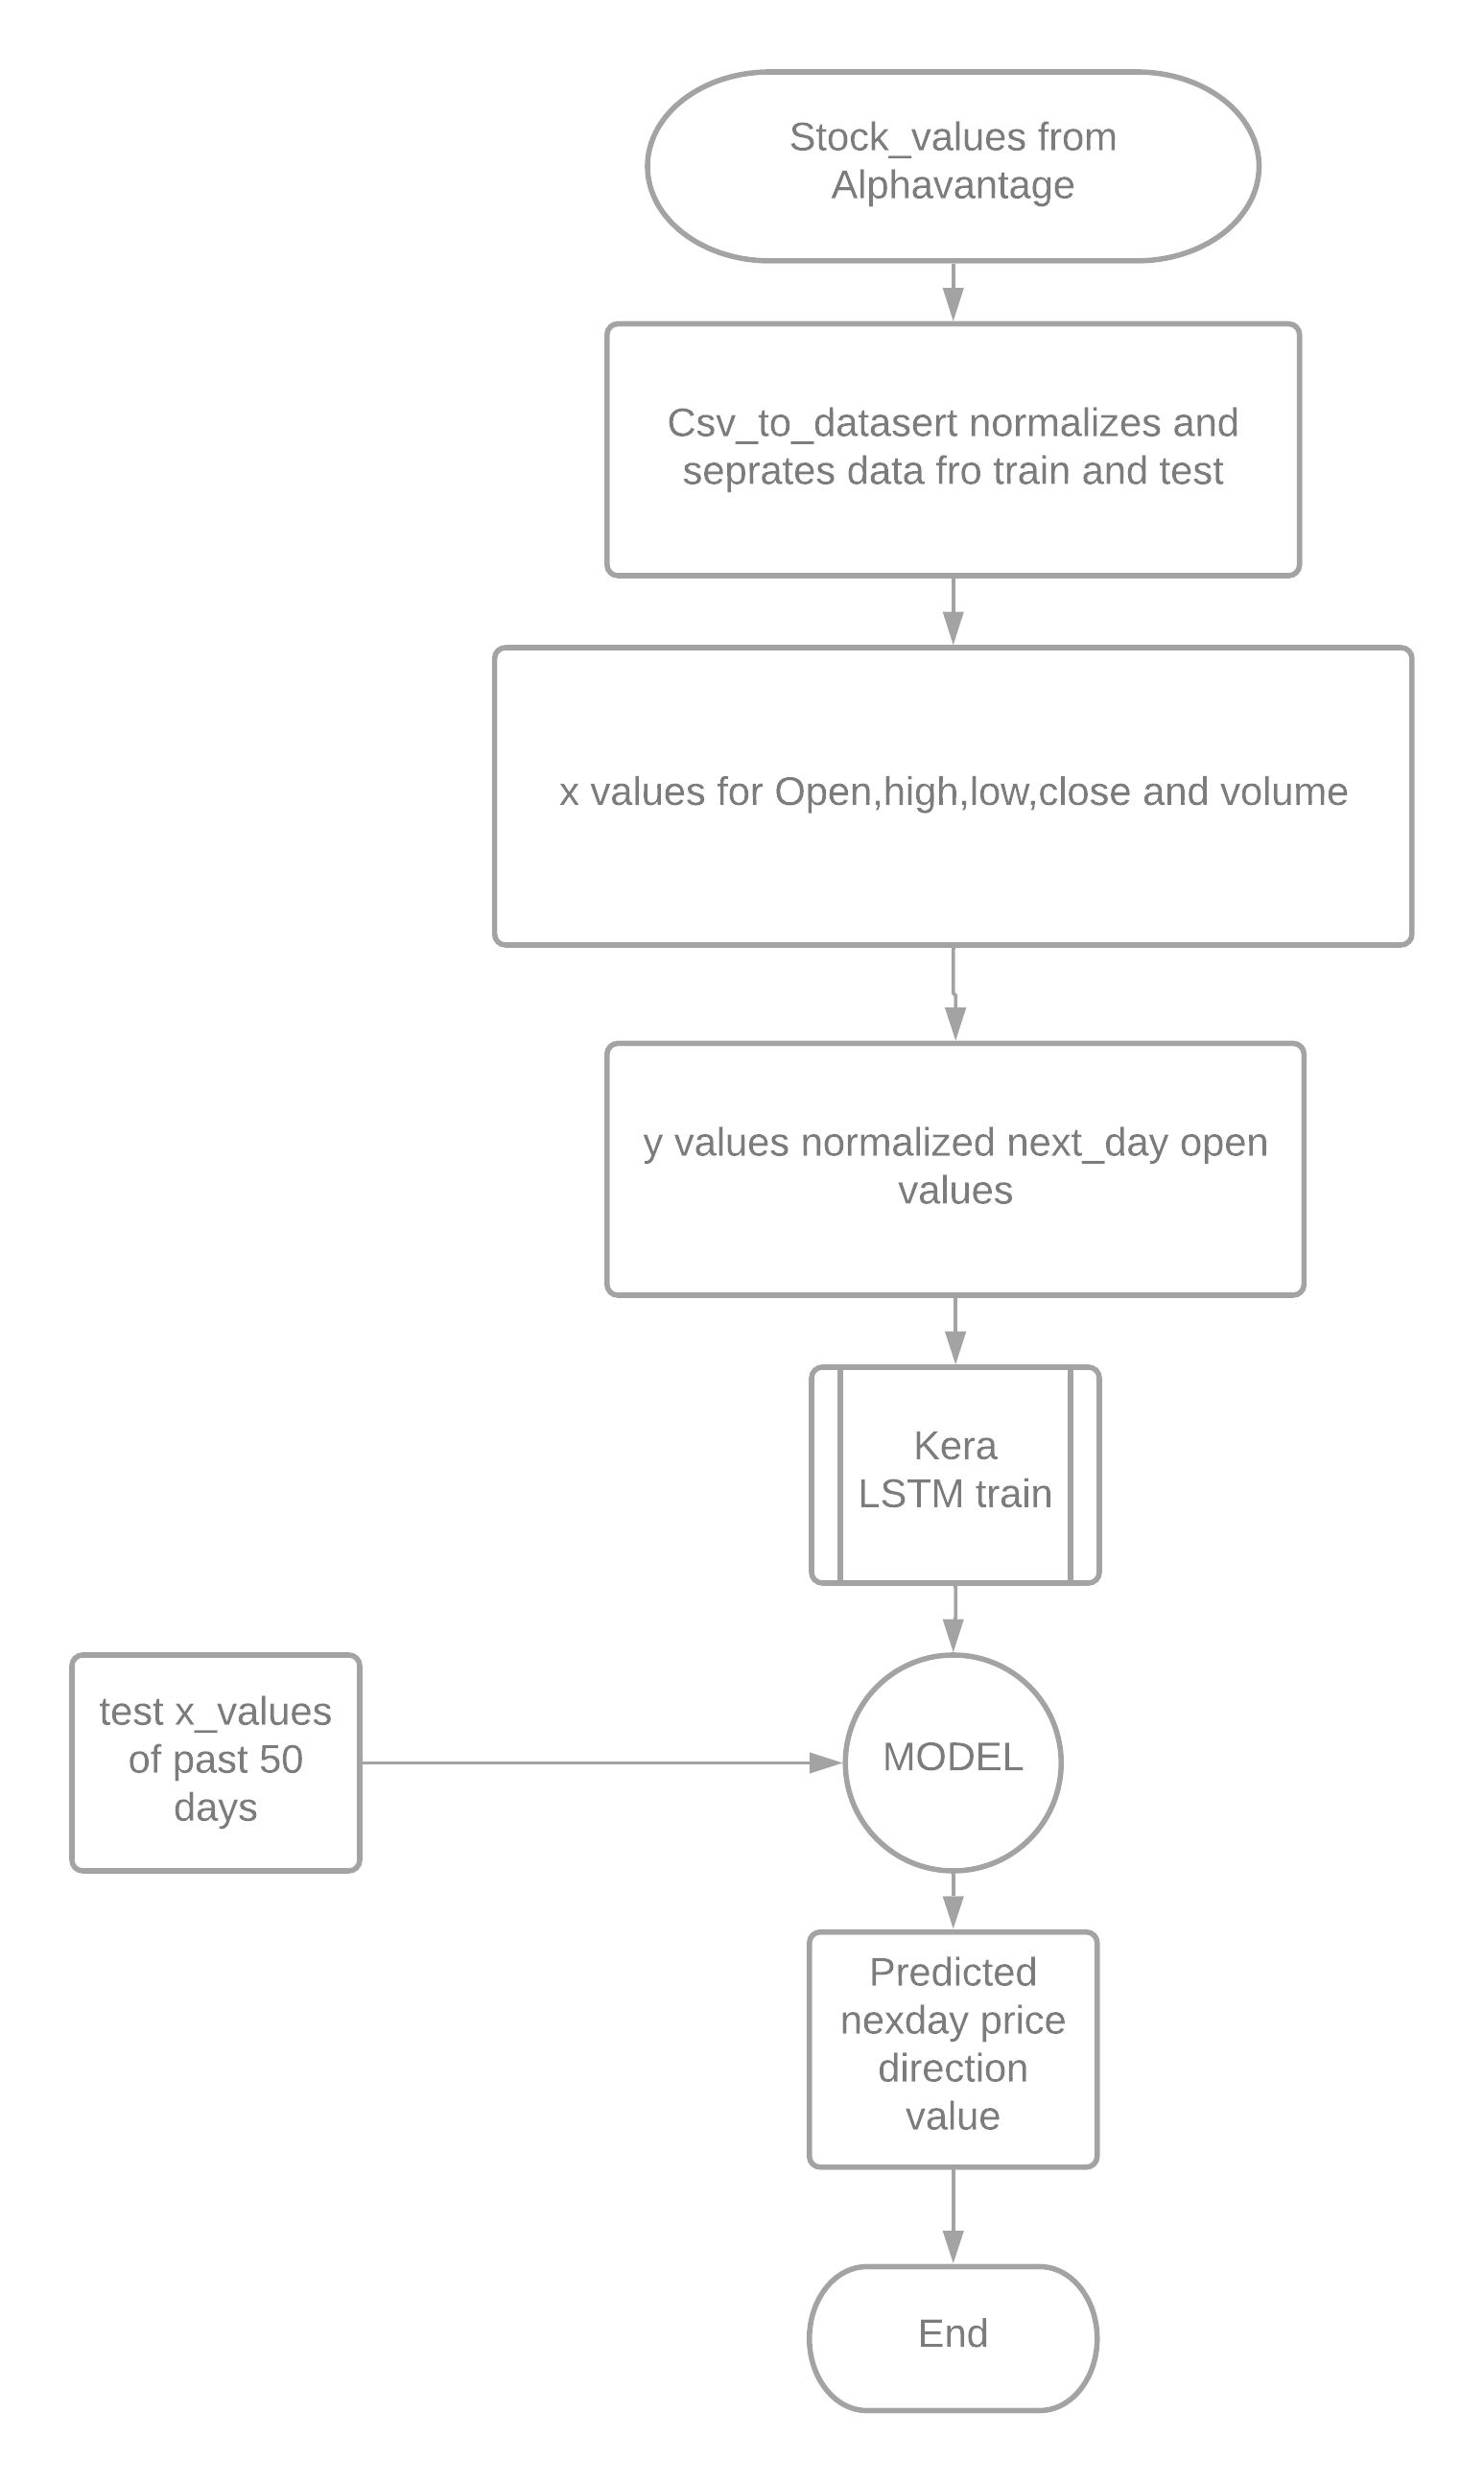 Stock_values from
Alphavantage
Csv_to_datasert normalizes and
seprates data fro train and test
x values for Open,high,low,close and volume
y values normalized next_day open
values
Kera
LSTM train
test x_values
of past 50
days
MODEL
Predicted
nexday price
direction
value
End